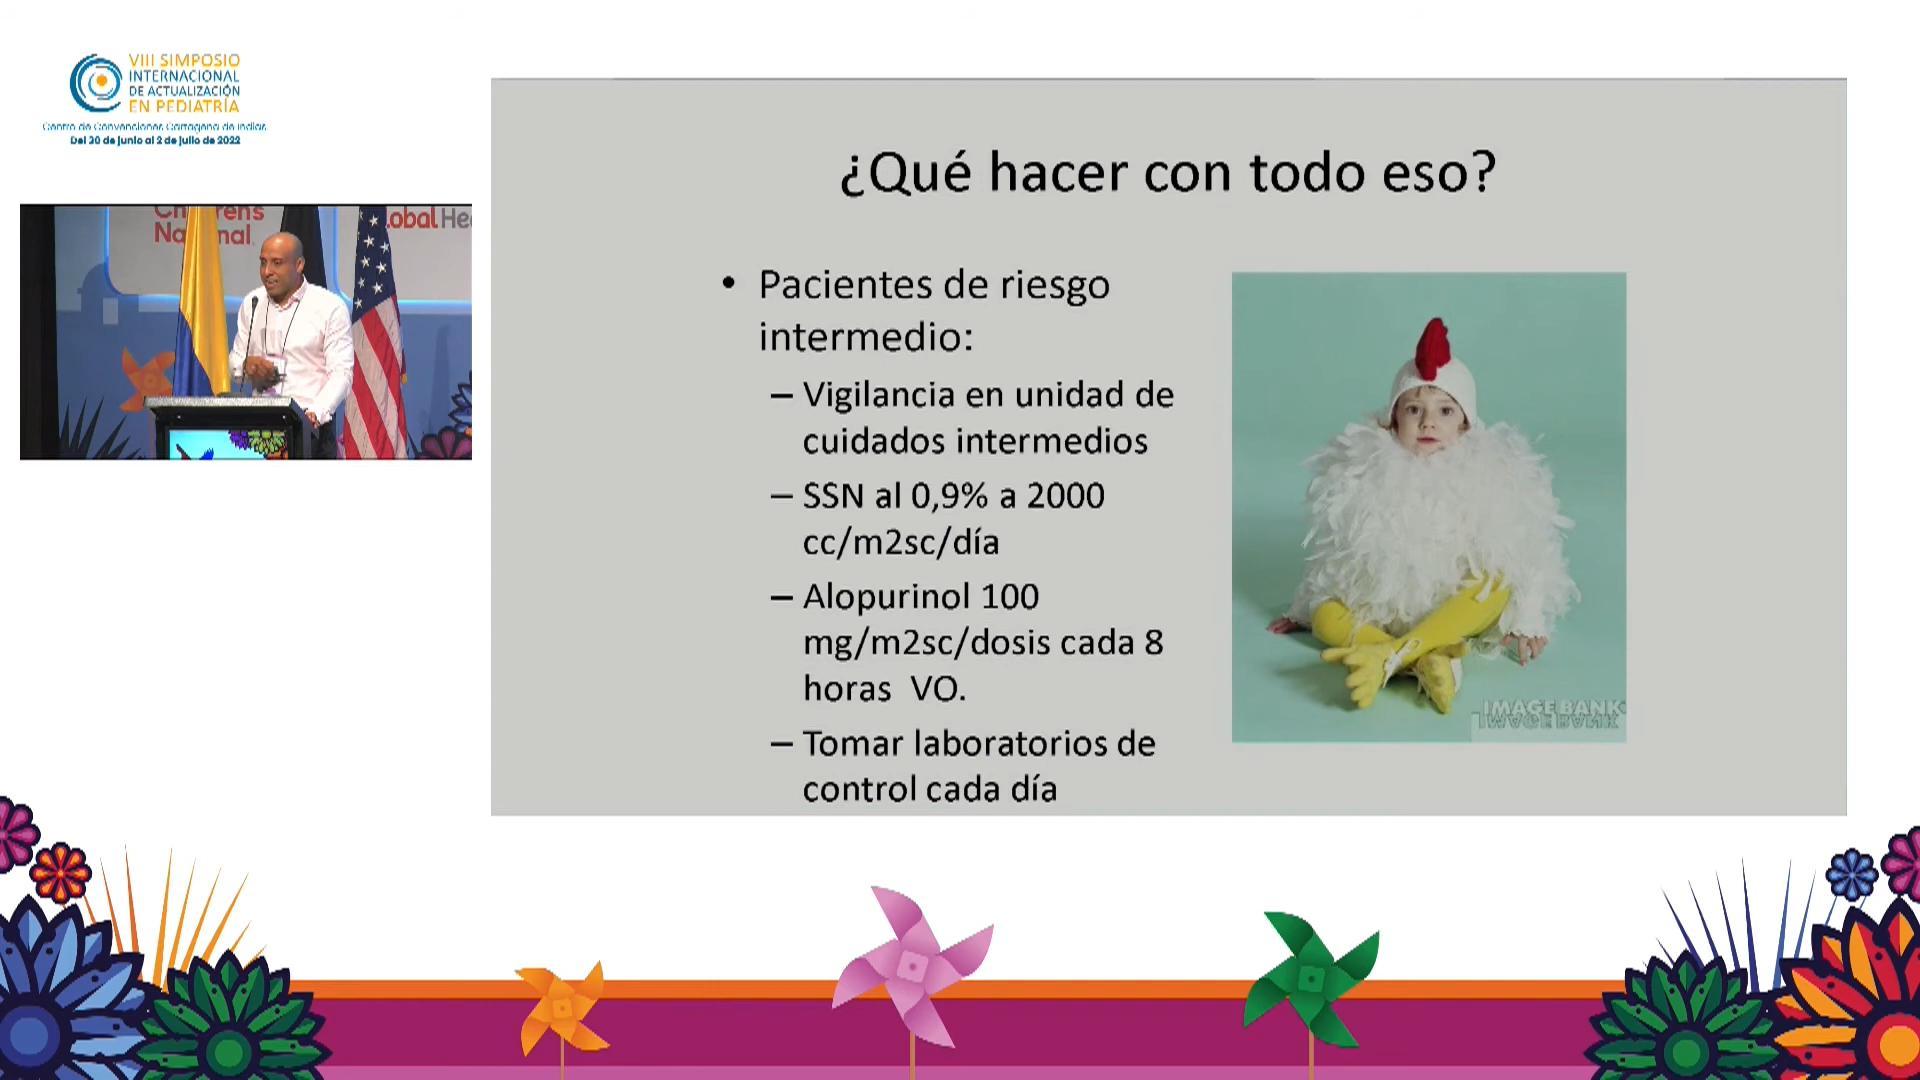 VIII SIMPOSIO
INTERNACIONAL
DE ACTUALIZACIÓN
EN PEDIATRÍA
Centro de Convenciones Cartagena de Indias
Del 30 de junio al 2 de julio de 2022
¿Qué hacer con todo eso?
• Pacientes de riesgo
intermedio:
– Vigilancia en unidad de
cuidados intermedios
– SSN al 0,9% a 2000
cc/m2sc/día
– Alopurinol 100
mg/m2sc/dosis cada 8
horas VO.
– Tomar laboratorios de
control cada día
IMAGE BANK